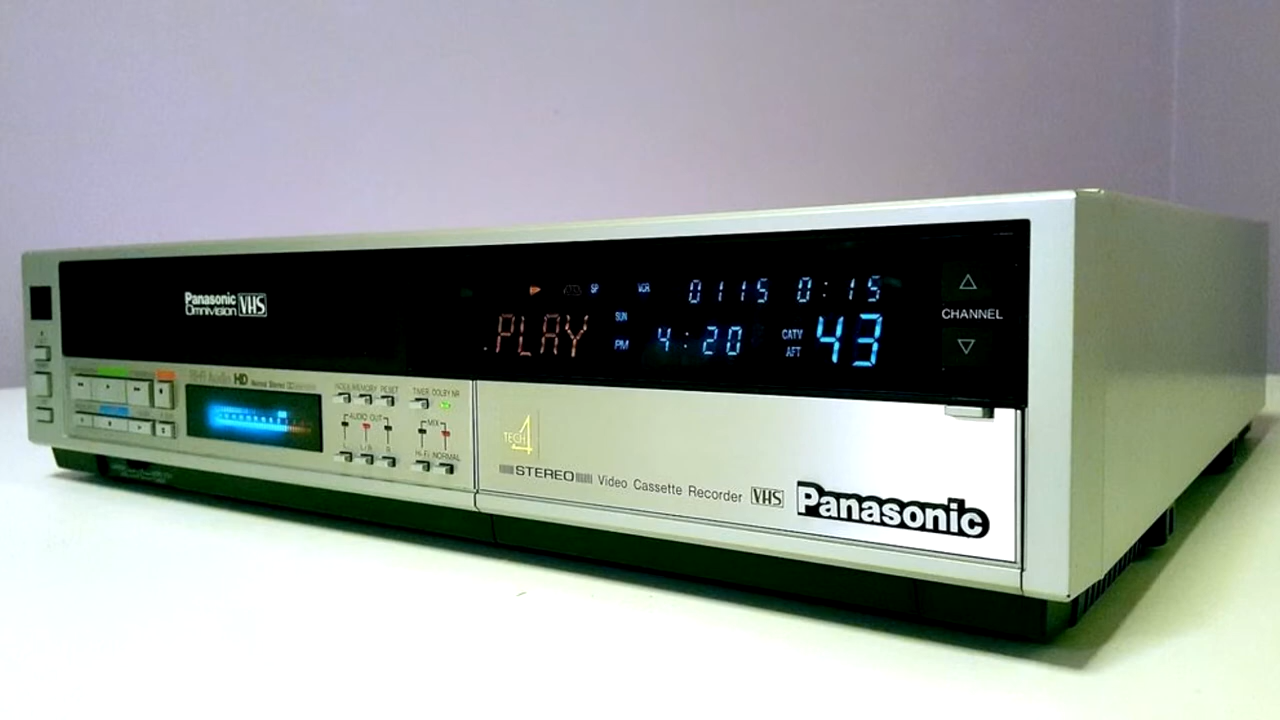 Panasonic
Omnivision VHS
SP VCR 0115 0:15
PLAY SUN PM 4:20 CATV AFT 43
CHANNEL
Hi-Fi Audio HD
MEMORY RESET TIMER DOLBY NR
AUDIO OUT MIX
L L/R R Hi-Fi NORMAL
TECH 4
STEREO Video Cassette Recorder VHS Panasonic